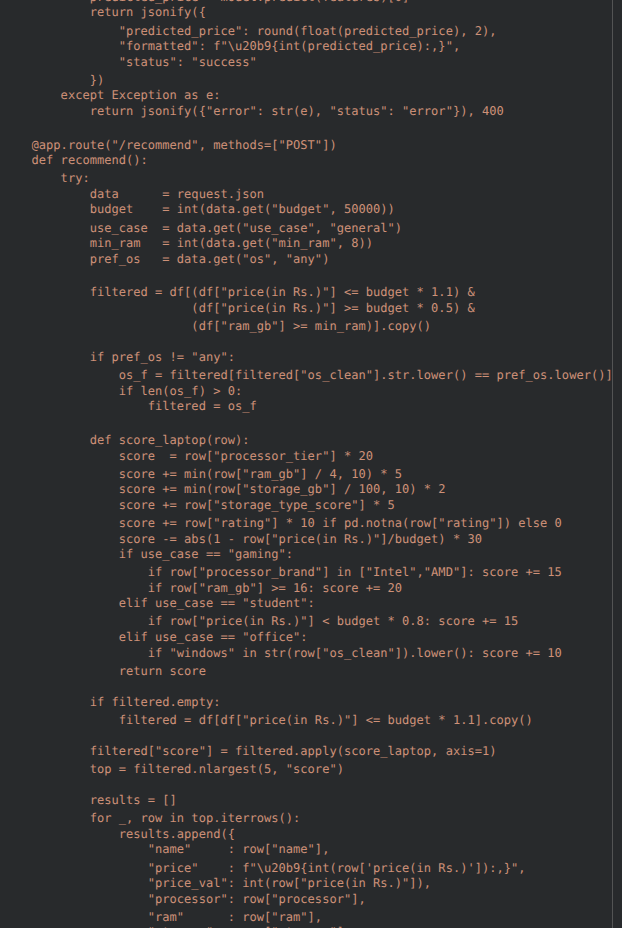 return jsonify({
"predicted_price": round(float(predicted_price), 2),
"formatted": f"\u20b9{int(predicted_price):,}",
"status": "success"
})
except Exception as e:
return jsonify({"error": str(e), "status": "error"}), 400
@app.route("/recommend", methods=["POST"])
def recommend():
try:
data      = request.json
budget    = int(data.get("budget", 50000))
use_case  = data.get("use_case", "general")
min_ram   = int(data.get("min_ram", 8))
pref_os   = data.get("os", "any")
filtered = df[(df["price(in Rs.)"] <= budget * 1.1) &
(df["price(in Rs.)"] >= budget * 0.5) &
(df["ram_gb"] >= min_ram)].copy()
if pref_os != "any":
os_f = filtered[filtered["os_clean"].str.lower() == pref_os.lower()]
if len(os_f) > 0:
filtered = os_f
def score_laptop(row):
score  = row["processor_tier"] * 20
score += min(row["ram_gb"] / 4, 10) * 5
score += min(row["storage_gb"] / 100, 10) * 2
score += row["storage_type_score"] * 5
score += row["rating"] * 10 if pd.notna(row["rating"]) else 0
score -= abs(1 - row["price(in Rs.)"]/budget) * 30
if use_case == "gaming":
if row["processor_brand"] in ["Intel","AMD"]: score += 15
if row["ram_gb"] >= 16: score += 20
elif use_case == "student":
if row["price(in Rs.)"] < budget * 0.8: score += 15
elif use_case == "office":
if "windows" in str(row["os_clean"]).lower(): score += 10
return score
if filtered.empty:
filtered = df[df["price(in Rs.)"] <= budget * 1.1].copy()
filtered["score"] = filtered.apply(score_laptop, axis=1)
top = filtered.nlargest(5, "score")
results = []
for _, row in top.iterrows():
results.append({
"name"     : row["name"],
"price"    : f"\u20b9{int(row['price(in Rs.)']):,}",
"price_val": int(row["price(in Rs.)"]),
"processor": row["processor"],
"ram"      : row["ram"],